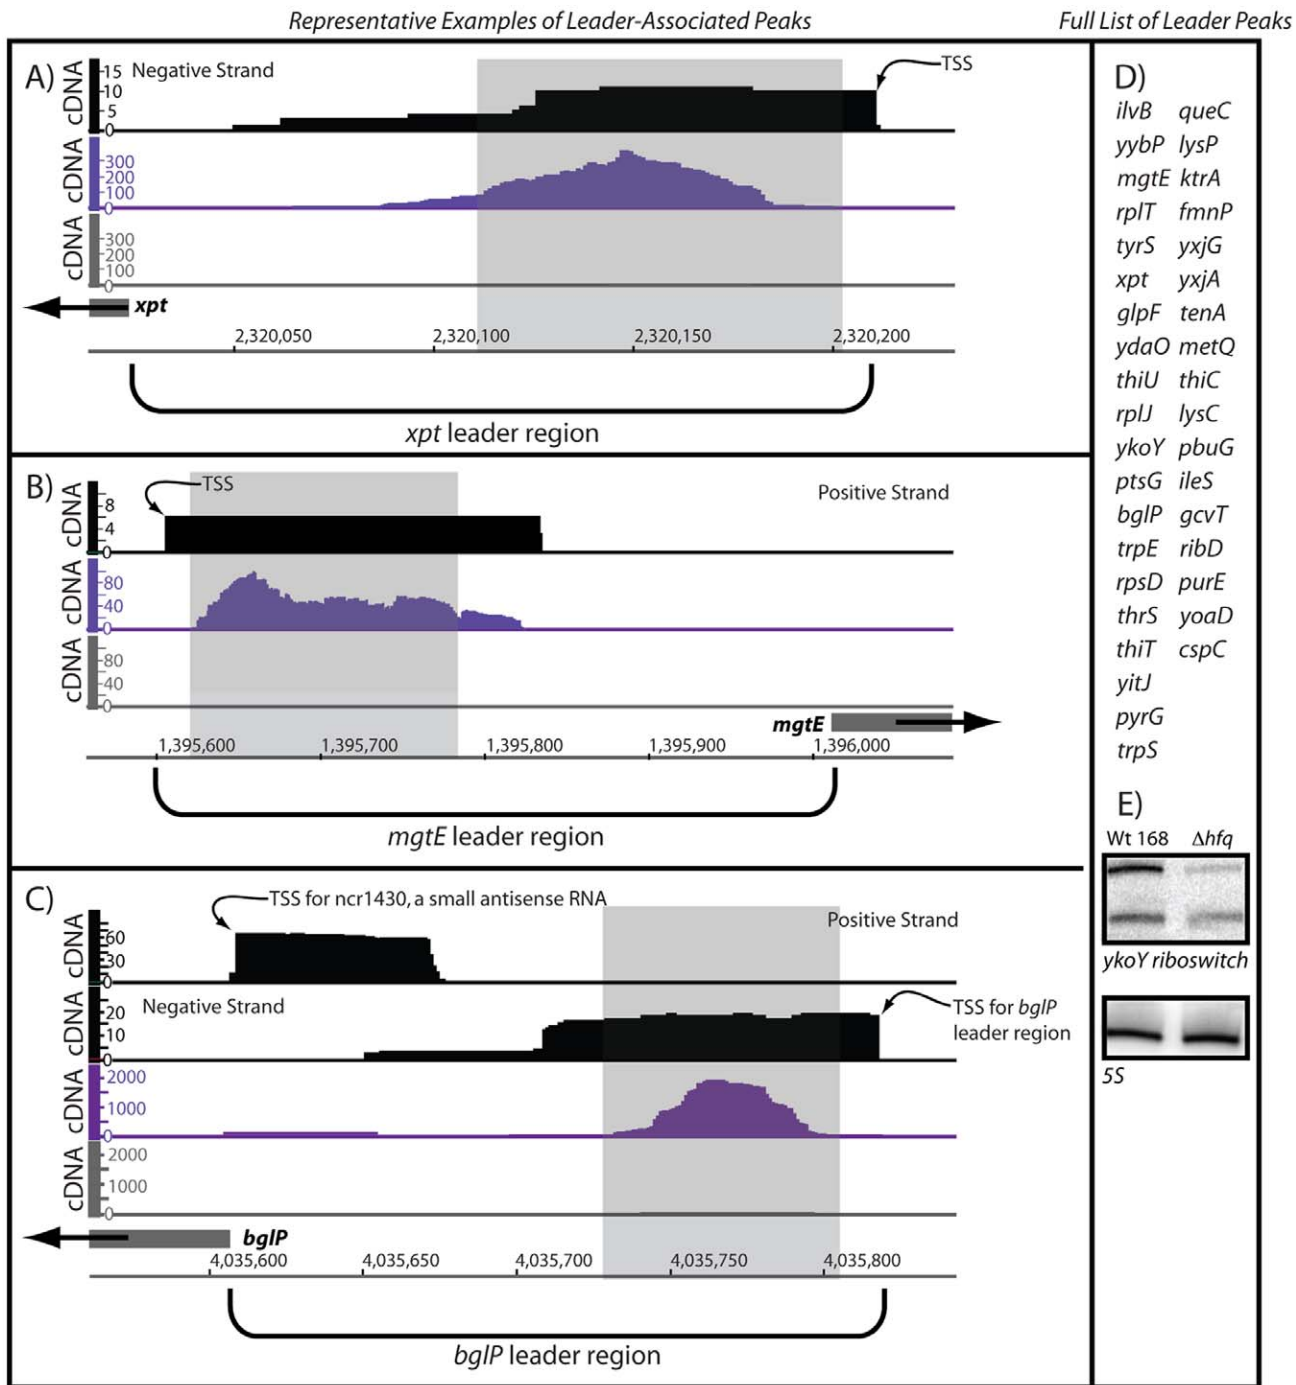 Representative Examples of Leader-Associated Peaks
Full List of Leader Peaks
A)
Negative Strand
TSS
cDNA
15
10
5
0
cDNA
300
200
100
0
cDNA
300
200
100
0
xpt
2,320,050 2,320,100 2,320,150 2,320,200
xpt leader region
B)
TSS
Positive Strand
cDNA
8
4
0
cDNA
80
40
0
cDNA
80
40
0
mgtE
1,395,600 1,395,700 1,395,800 1,395,900 1,396,000
mgtE leader region
C)
TSS for ncr1430, a small antisense RNA
Positive Strand
cDNA
60
30
0
Negative Strand
TSS for bglP
leader region
cDNA
20
10
0
cDNA
2000
1000
0
cDNA
2000
1000
0
bglP
4,035,600 4,035,650 4,035,700 4,035,750 4,035,800
bglP leader region
D)
ilvB queC
yybP lysP
mgtE ktrA
rplT fmnP
tyrS yxjG
xpt yxjA
glpF tenA
ydaO metQ
thiU thiC
rplJ lysC
ykoY pbuG
ptsG ileS
bglP gcvT
trpE ribD
rpsD purE
thrS yoaD
thiT cspC
yitJ
pyrG
trpS
E)
Wt 168 Δhfq
ykoY riboswitch
5S